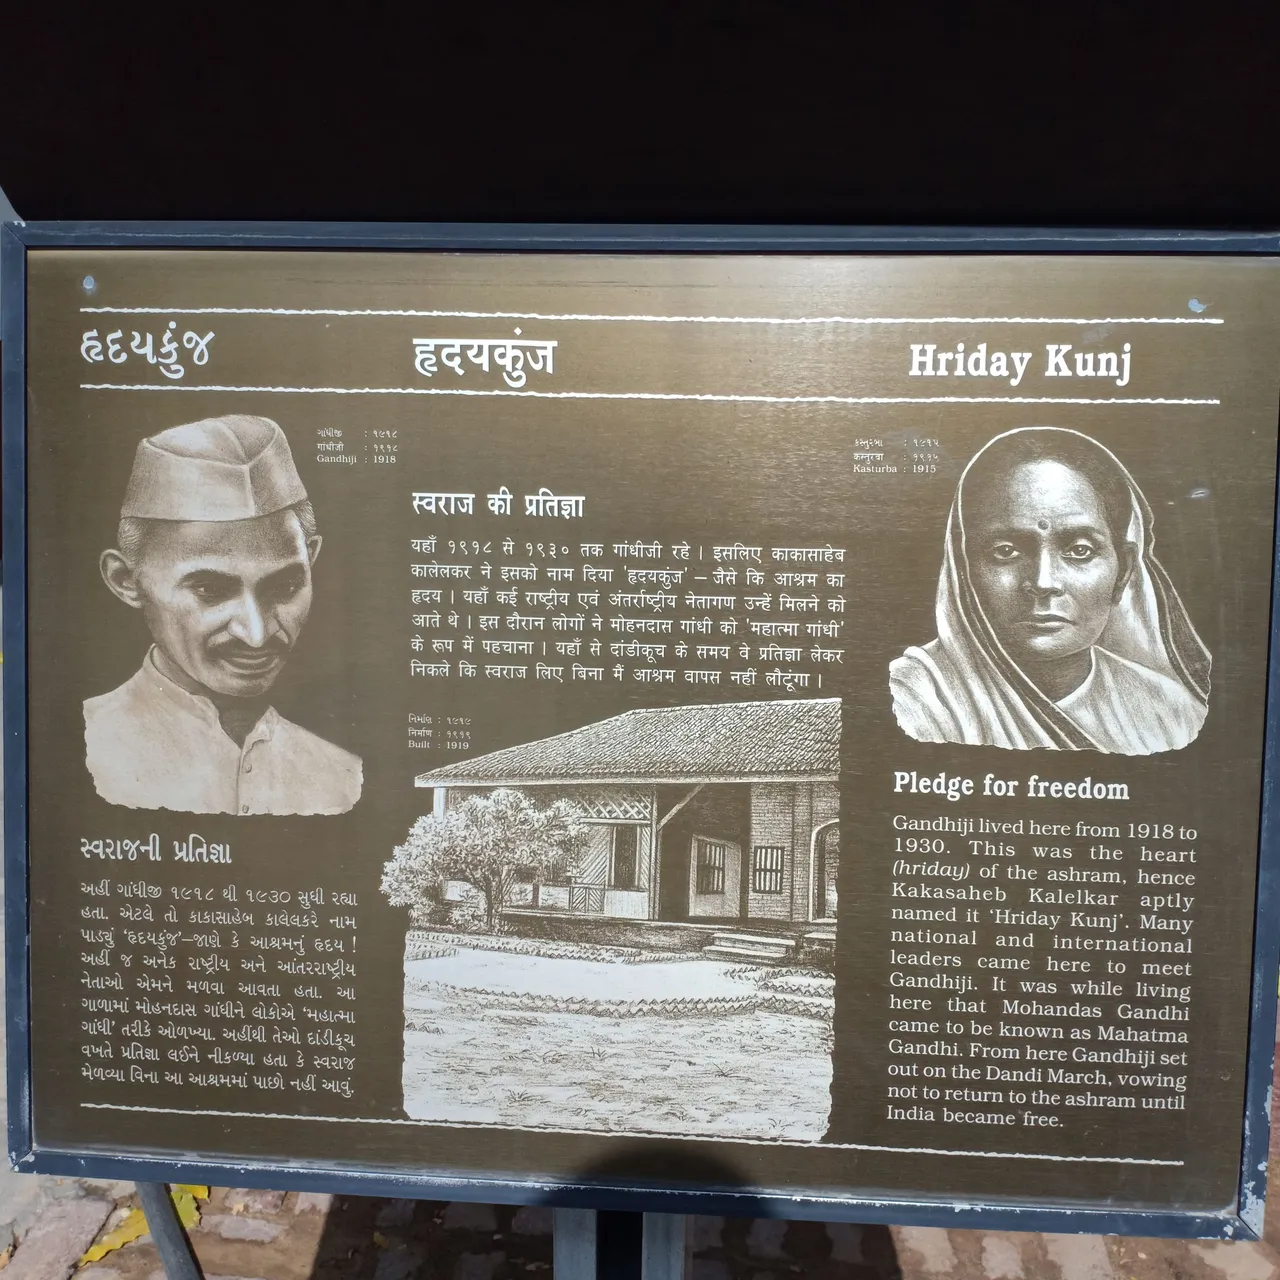 હૃદયકુંજ
हृदयकुंज
Hriday Kunj
ગાંધીજી : ૧૯૧૮
गांधीजी : १९१८
Gandhiji : 1918
સ્વરાજની પ્રતિજ્ઞા
અહીં ગાંધીજી ૧૯૧૮ થી ૧૯૩૦ સુધી રહ્યા
હતા. એટલે તો કાકાસાહેબ કાલેલકરે નામ
પાડ્યું ‘હૃદયકુંજ’–જાણે કે આશ્રમનું હૃદય !
અહીં જ અનેક રાષ્ટ્રીય અને આંતરરાષ્ટ્રીય
નેતાઓ એમને મળવા આવતા હતા. આ
ગાળામાં મોહનદાસ ગાંધીને લોકોએ ‘મહાત્મા
ગાંધી’ તરીકે ઓળખ્યા. અહીંથી તેઓ દાંડીકૂચ
વખતે પ્રતિજ્ઞા લઈને નીકળ્યા હતા કે સ્વરાજ
મેળવ્યા વિના આ આશ્રમમાં પાછો નહીં આવું.
स्वराज की प्रतिज्ञा
यहाँ १९१८ से १९३० तक गांधीजी रहे । इसलिए काकासाहेब
कालेलकर ने इसको नाम दिया 'हृदयकुंज' – जैसे कि आश्रम का
हृदय । यहाँ कई राष्ट्रीय एवं अंतर्राष्ट्रीय नेतागण उन्हें मिलने को
आते थे । इस दौरान लोगों ने मोहनदास गांधी को 'महात्मा गांधी'
के रूप में पहचाना । यहाँ से दांडीकूच के समय वे प्रतिज्ञा लेकर
निकले कि स्वराज लिए बिना मैं आश्रम वापस नहीं लौटूंगा ।
નિર્માણ : ૧૯૧૯
निर्माण : १९१९
Built : 1919
કસ્તૂરબા : ૧૯૧૫
कस्तुरबा : १९१५
Kasturba : 1915
Pledge for freedom
Gandhiji lived here from 1918 to
1930. This was the heart
(hriday) of the ashram, hence
Kakasaheb Kalelkar aptly
named it ‘Hriday Kunj’. Many
national and international
leaders came here to meet
Gandhiji. It was while living
here that Mohandas Gandhi
came to be known as Mahatma
Gandhi. From here Gandhiji set
out on the Dandi March, vowing
not to return to the ashram until
India became free.